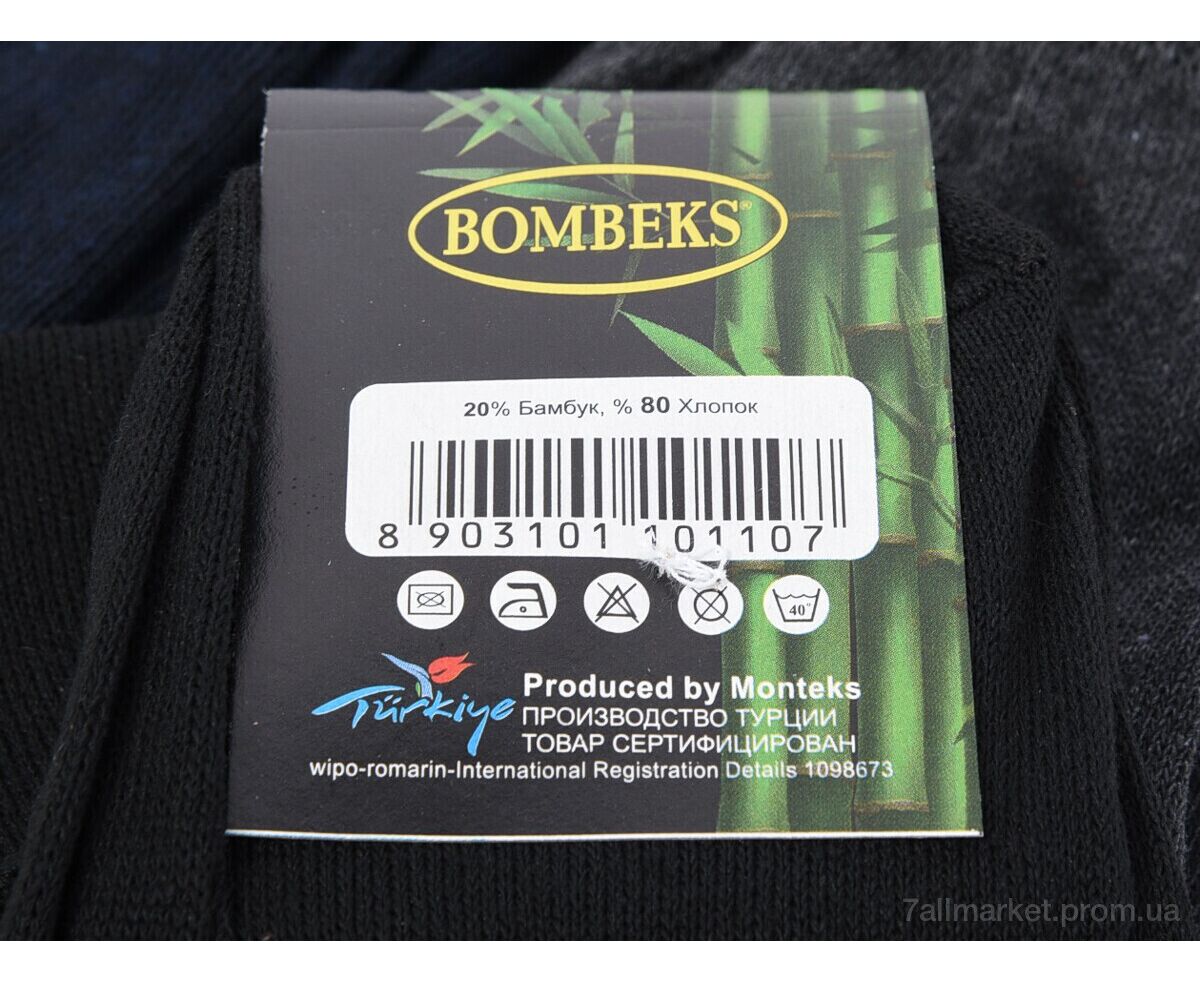 BOMBEKS®
20% Бамбук, % 80 Хлопок
8 903101 101107
40°
Türkiye
Produced by Monteks
ПРОИЗВОДСТВО ТУРЦИИ
ТОВАР СЕРТИФИЦИРОВАН
wipo-romarin-International Registration Details 1098673
7allmarket.prom.ua